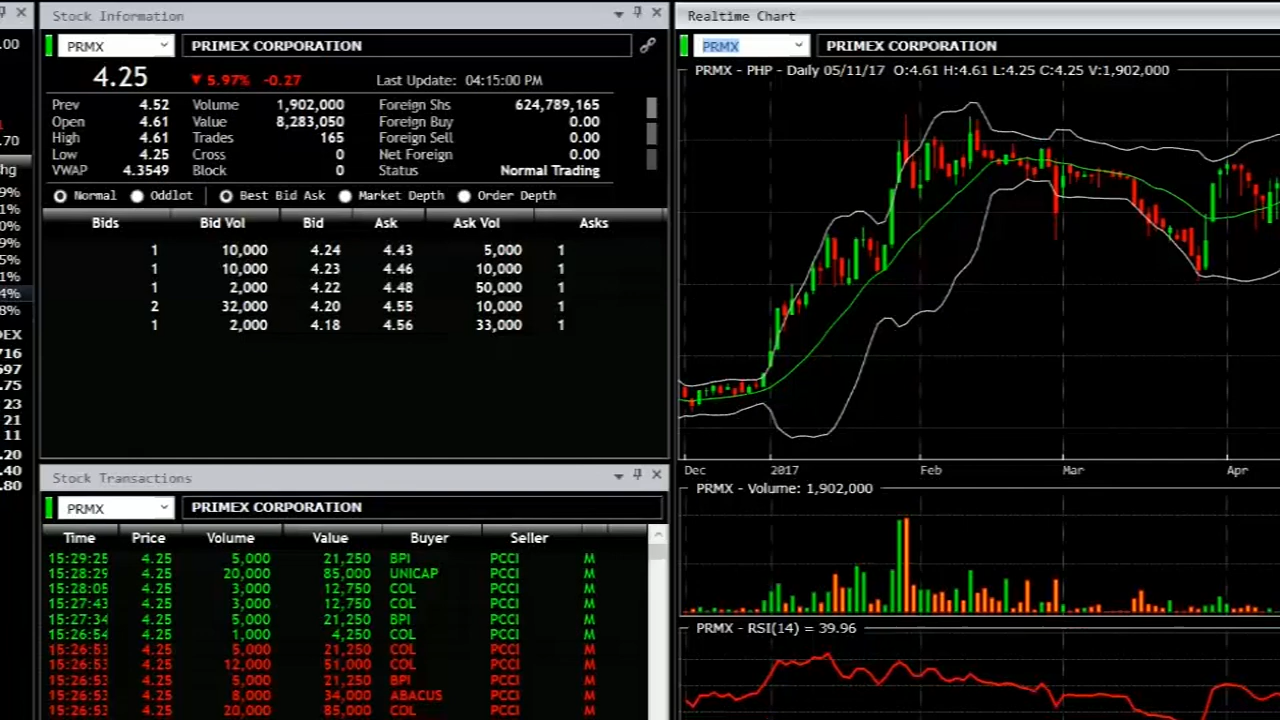 Stock Information
PRMX
PRIMEX CORPORATION
4.25 ▼ 5.97% -0.27 Last Update: 04:15:00 PM
Prev 4.52 Volume 1,902,000 Foreign Shs 624,789,165
Open 4.61 Value 8,283,050 Foreign Buy 0.00
High 4.61 Trades 165 Foreign Sell 0.00
Low 4.25 Cross 0 Net Foreign 0.00
VWAP 4.3549 Block 0 Status Normal Trading
Normal Oddlot Best Bid Ask Market Depth Order Depth
Bids Bid Vol Bid Ask Ask Vol Asks
1 10,000 4.24 4.43 5,000 1
1 10,000 4.23 4.46 10,000 1
1 2,000 4.22 4.48 50,000 1
2 32,000 4.20 4.55 10,000 1
1 2,000 4.18 4.56 33,000 1
Stock Transactions
PRMX
PRIMEX CORPORATION
Time Price Volume Value Buyer Seller
15:29:25 4.25 5,000 21,250 BPI PCCI M
15:28:29 4.25 20,000 85,000 UNICAP PCCI M
15:28:05 4.25 3,000 12,750 COL PCCI M
15:27:43 4.25 3,000 12,750 COL PCCI M
15:27:34 4.25 5,000 21,250 BPI PCCI M
15:26:54 4.25 1,000 4,250 COL PCCI M
15:26:53 4.25 5,000 21,250 COL PCCI M
15:26:53 4.25 12,000 51,000 COL PCCI M
15:26:53 4.25 5,000 21,250 BPI PCCI M
15:26:53 4.25 8,000 34,000 ABACUS PCCI M
15:26:53 4.25 20,000 85,000 COL PCCI M
Realtime Chart
PRMX
PRIMEX CORPORATION
PRMX - PHP - Daily 05/11/17 O:4.61 H:4.61 L:4.25 C:4.25 V:1,902,000
Dec 2017 Feb Mar Apr
PRMX - Volume: 1,902,000
PRMX - RSI(14) = 39.96